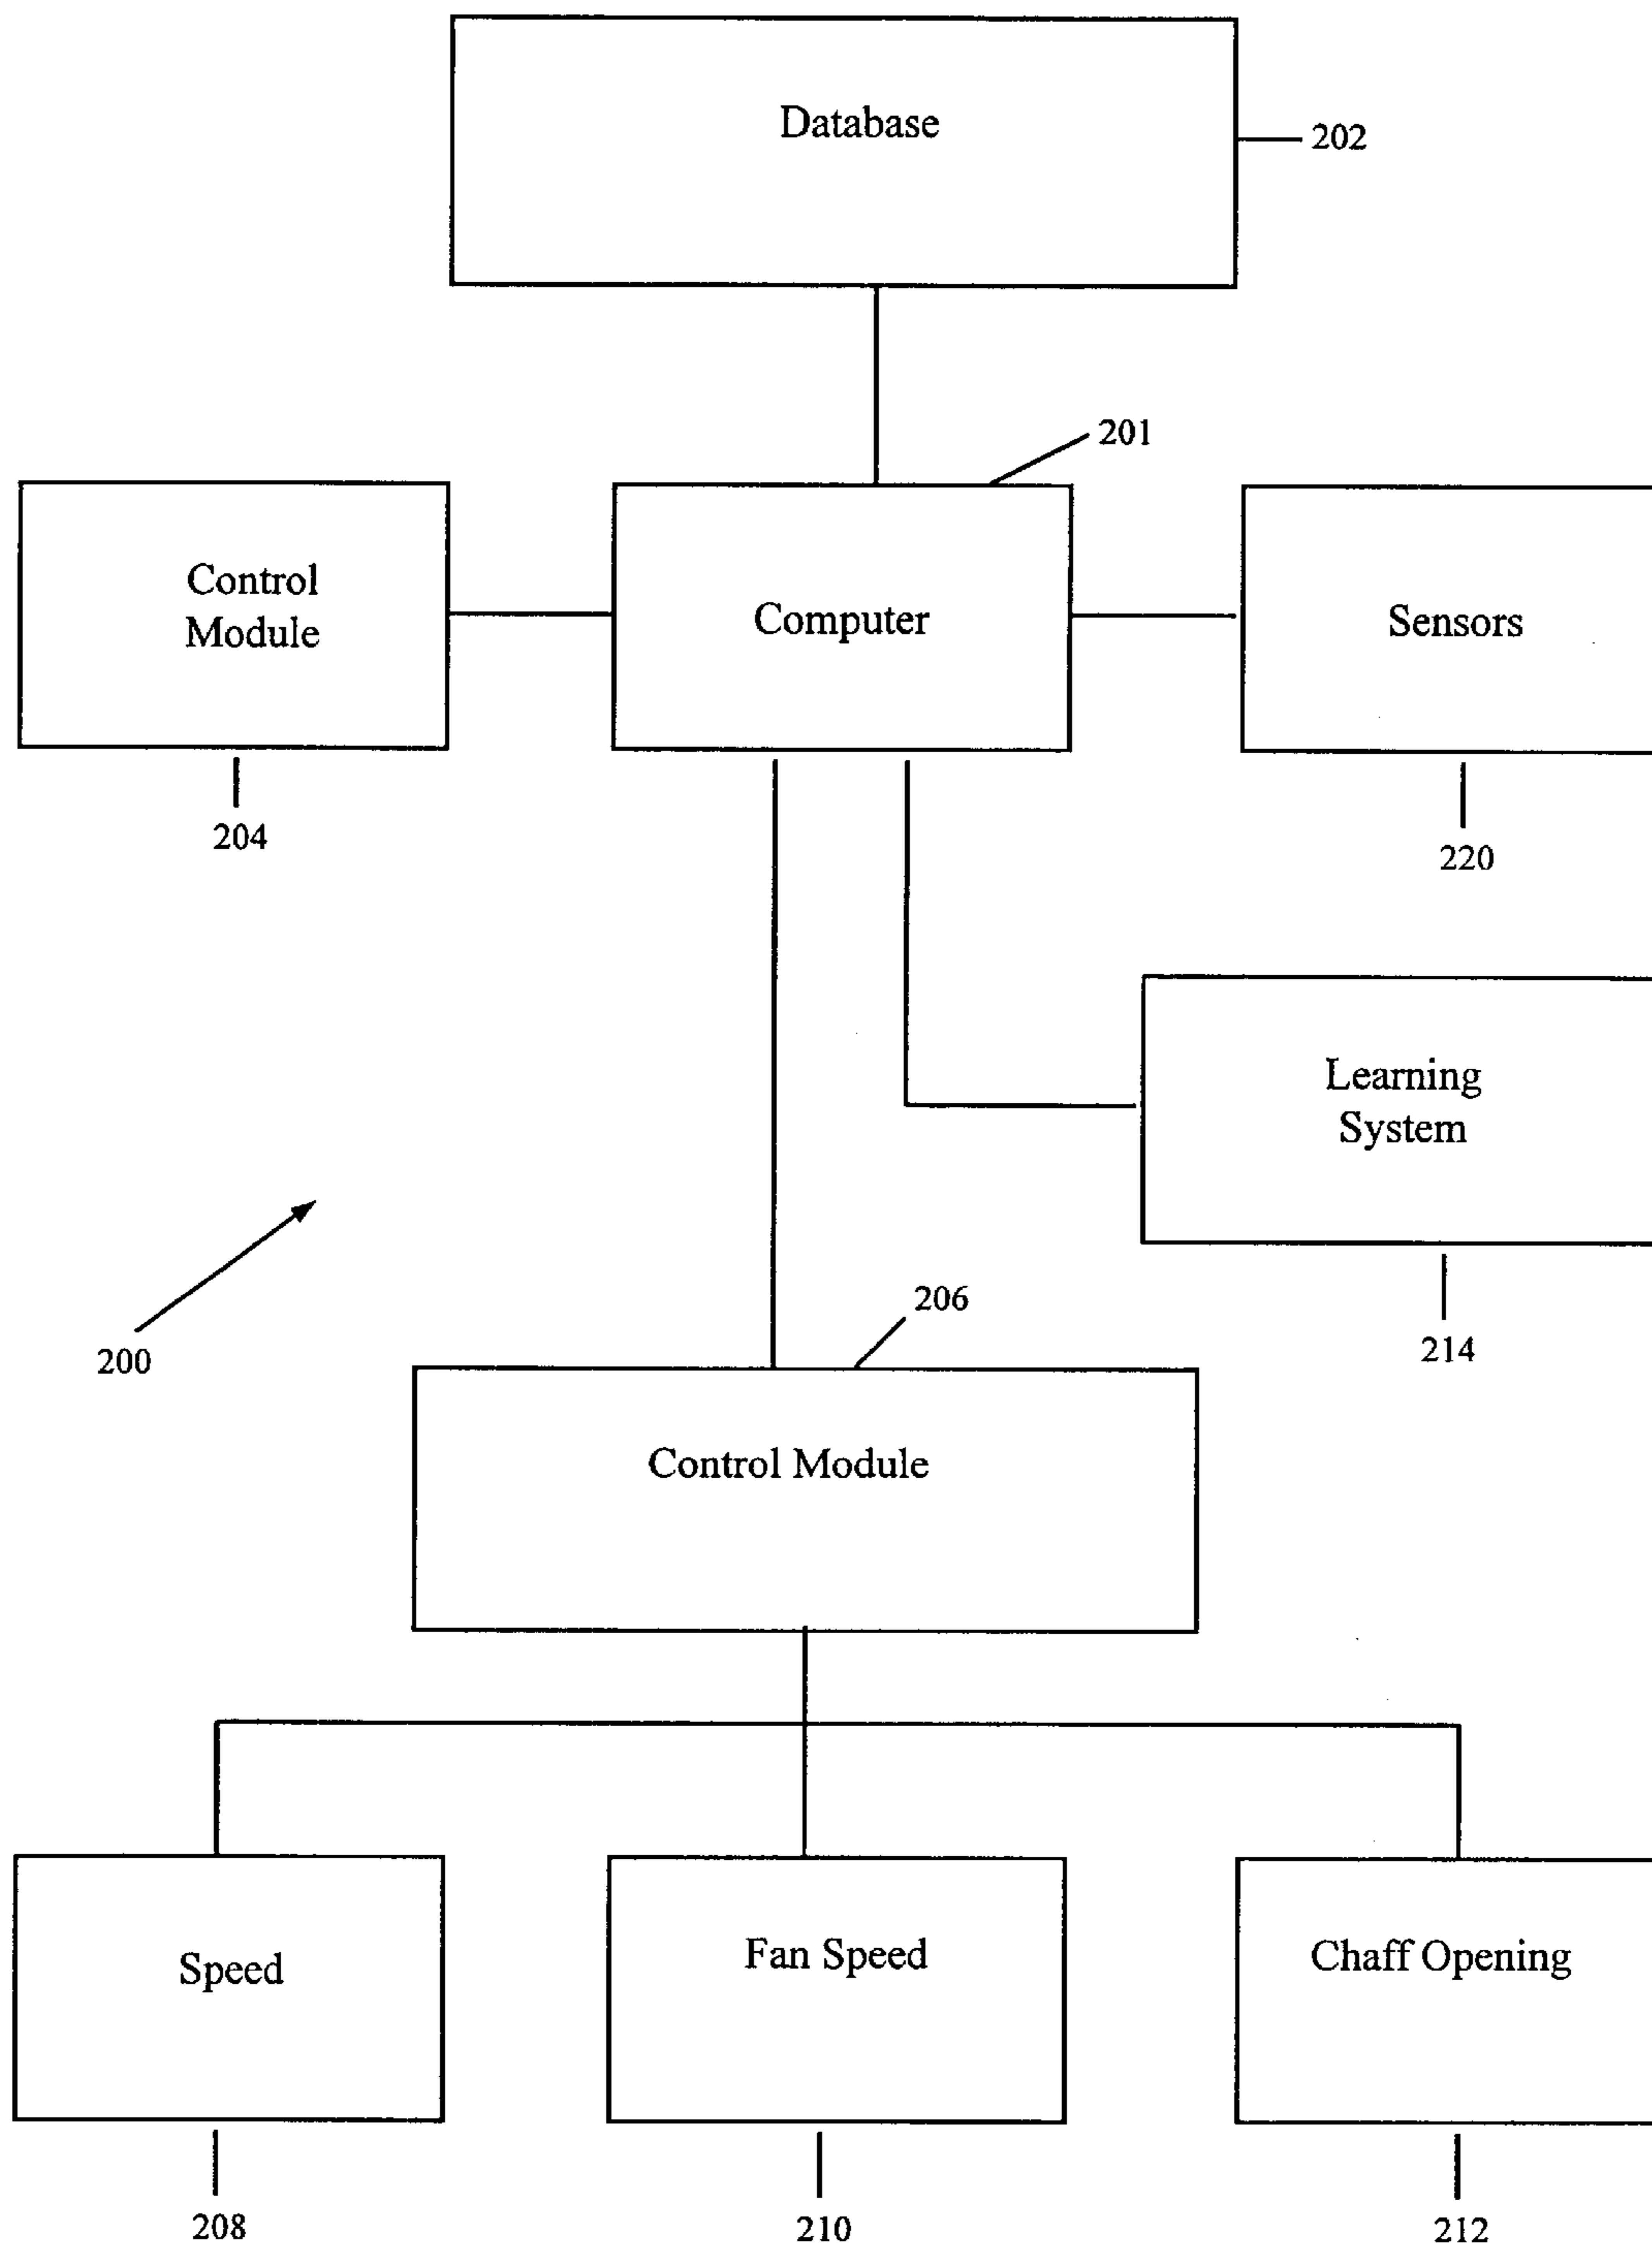 Database
202
201
Control
Module
Computer
Sensors
204
220
Learning
System
200
206
214
Control Module
Speed
Fan Speed
Chaff Opening
208
210
212